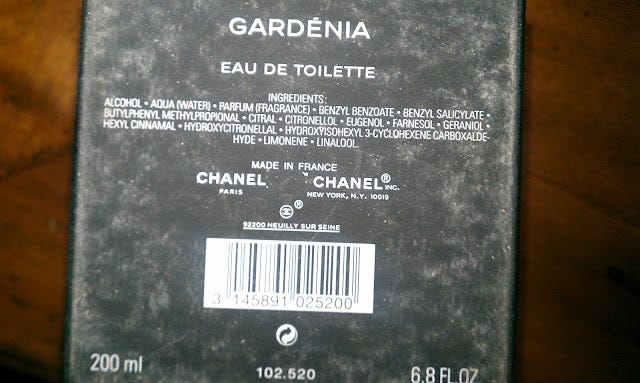 GARDÉNIA
EAU DE TOILETTE
INGREDIENTS:
ALCOHOL • AQUA (WATER) • PARFUM (FRAGRANCE) • BENZYL BENZOATE • BENZYL SALICYLATE •
BUTYLPHENYL METHYLPROPIONAL • CITRAL • CITRONELLOL • EUGENOL • FARNESOL • GERANIOL •
HEXYL CINNAMAL • HYDROXYCITRONELLAL • HYDROXYISOHEXYL 3-CYCLOHEXENE CARBOXALDE-
HYDE • LIMONENE • LINALOOL.
MADE IN FRANCE
CHANEL CHANEL® INC.
PARIS NEW YORK, N.Y. 10019
®
92200 NEUILLY SUR SEINE
3 145891 025200
200 ml 102.520 6.8 FL.OZ